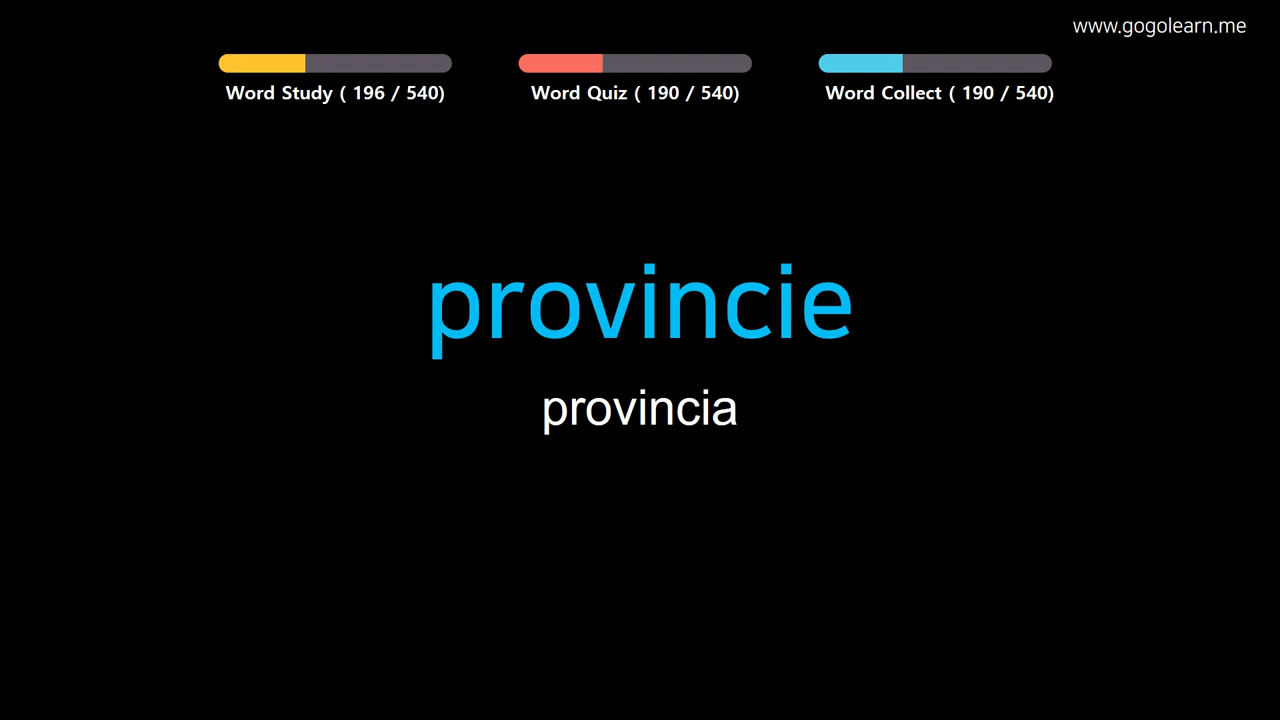 www.gogolearn.me
Word Study ( 196 / 540)
Word Quiz ( 190 / 540)
Word Collect ( 190 / 540)
provincie
provincia